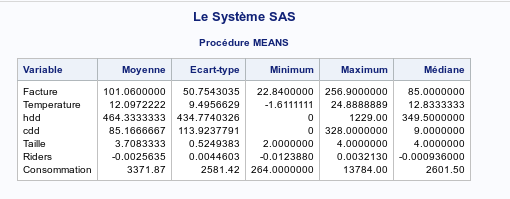 Le Système SAS
Procédure MEANS
Variable Moyenne Ecart-type Minimum Maximum Médiane
Facture 101.0600000 50.7543035 22.8400000 256.9000000 85.0000000
Temperature 12.0972222 9.4956629 -1.6111111 24.8888889 12.8333333
hdd 464.3333333 434.7740326 0 1229.00 349.5000000
cdd 85.1666667 113.9237791 0 328.0000000 9.0000000
Taille 3.7083333 0.5249383 2.0000000 4.0000000 4.0000000
Riders -0.0025635 0.0044603 -0.0123880 0.0032130 -0.000936000
Consommation 3371.87 2581.42 264.0000000 13784.00 2601.50